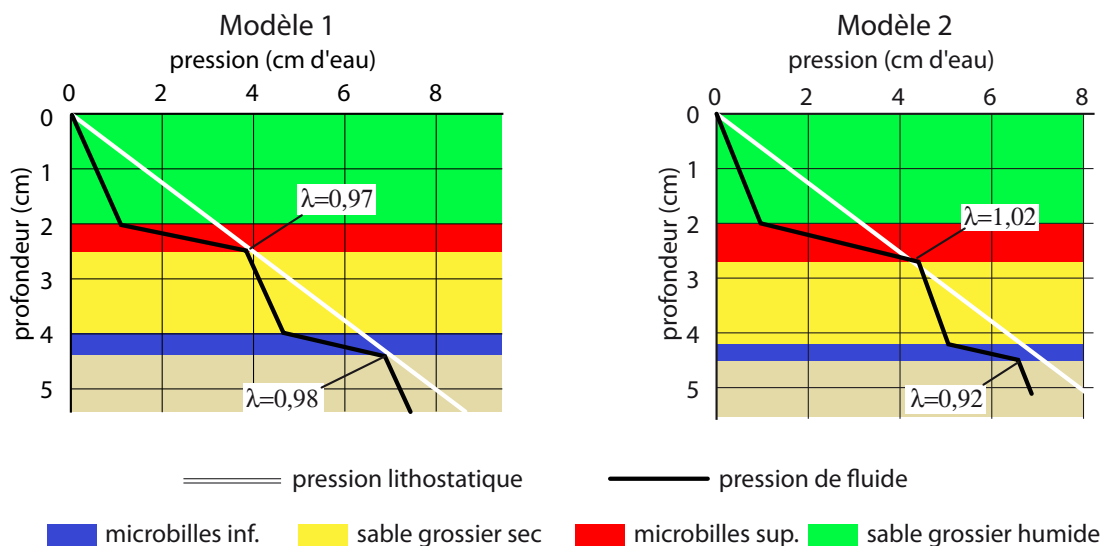 Modèle 1
pression (cm d'eau)
0 2 4 6 8
0
1
2
3
4
5
profondeur (cm)
λ=0,97
λ=0,98
Modèle 2
pression (cm d'eau)
0 2 4 6 8
0
1
2
3
4
5
profondeur (cm)
λ=1,02
λ=0,92
pression lithostatique pression de fluide
microbilles inf. sable grossier sec microbilles sup. sable grossier humide